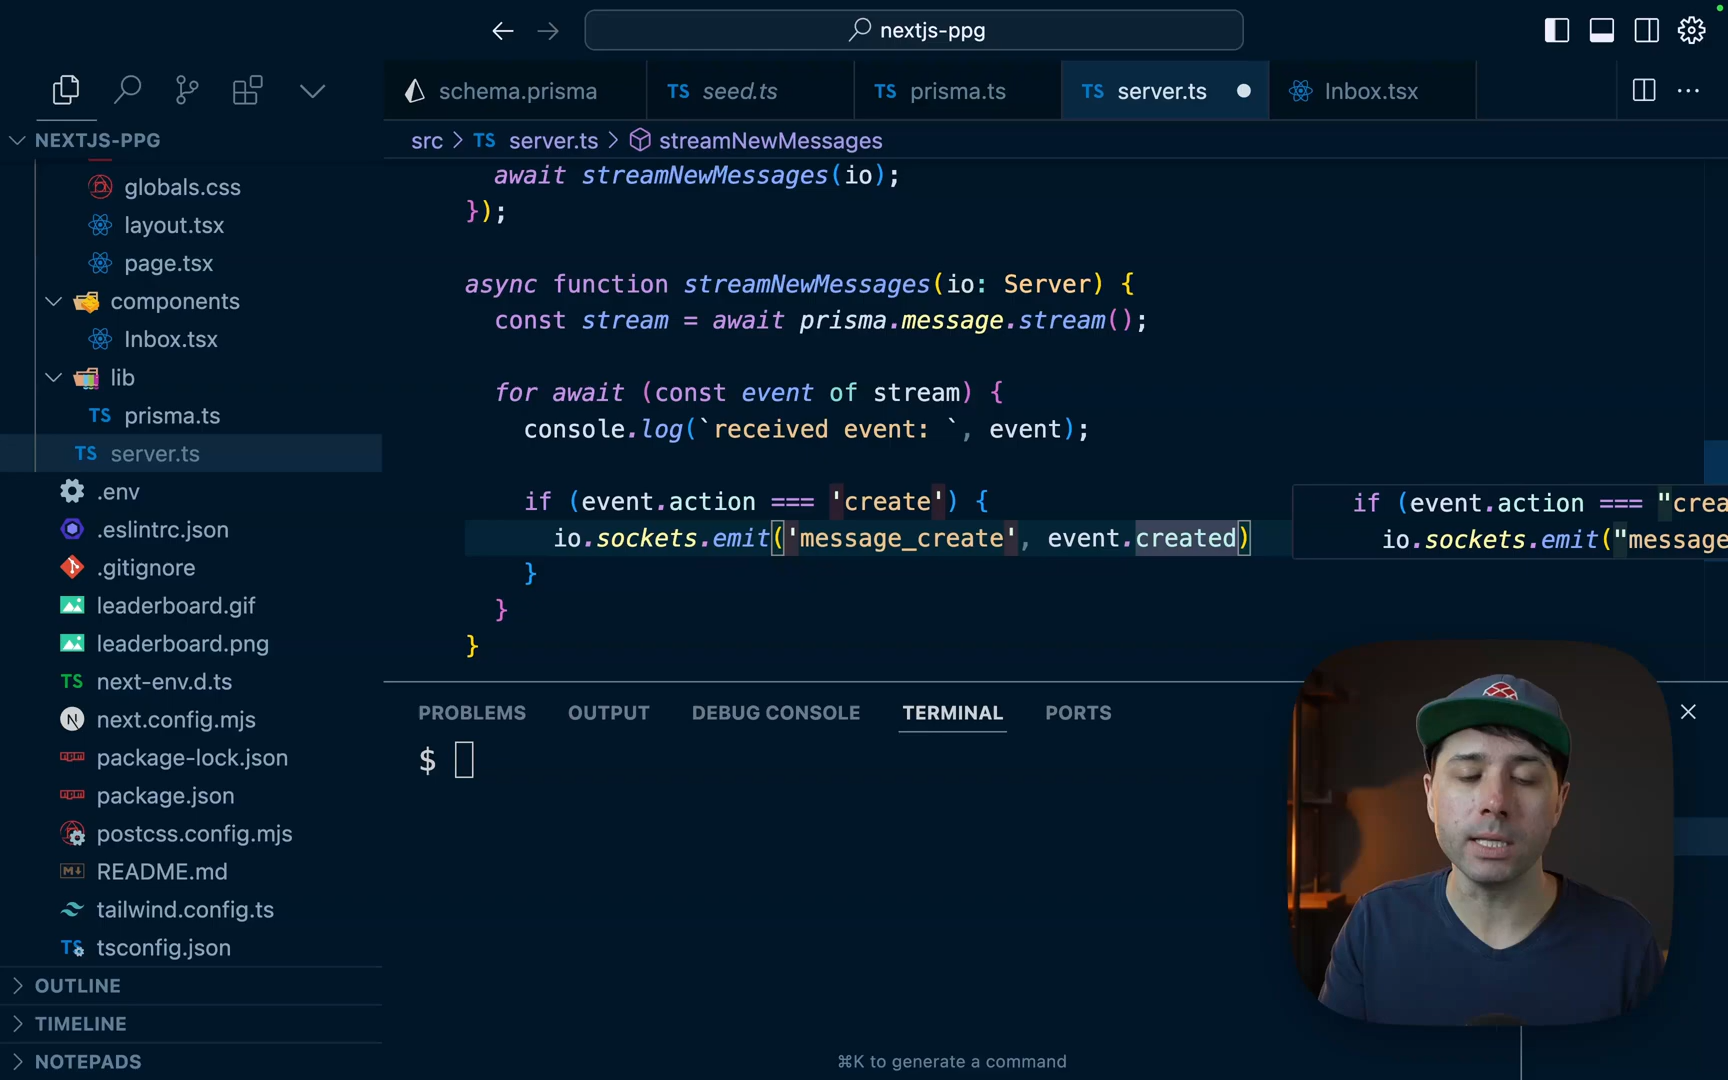 nextjs-ppg
schema.prisma
TS seed.ts
TS prisma.ts
TS server.ts
Inbox.tsx
NEXTJS-PPG
src > TS server.ts > streamNewMessages
globals.css
layout.tsx
page.tsx
components
Inbox.tsx
lib
TS prisma.ts
TS server.ts
.env
.eslintrc.json
.gitignore
leaderboard.gif
leaderboard.png
TS next-env.d.ts
N next.config.mjs
package-lock.json
package.json
postcss.config.mjs
README.md
tailwind.config.ts
TS tsconfig.json
OUTLINE
TIMELINE
NOTEPADS
await streamNewMessages(io);
});
async function streamNewMessages(io: Server) {
const stream = await prisma.message.stream();
for await (const event of stream) {
console.log(`received event: `, event);
if (event.action === 'create') {
io.sockets.emit('message_create', event.created)
}
}
}
if (event.action === "crea
io.sockets.emit("message
PROBLEMS OUTPUT DEBUG CONSOLE TERMINAL PORTS
$
⌘K to generate a command